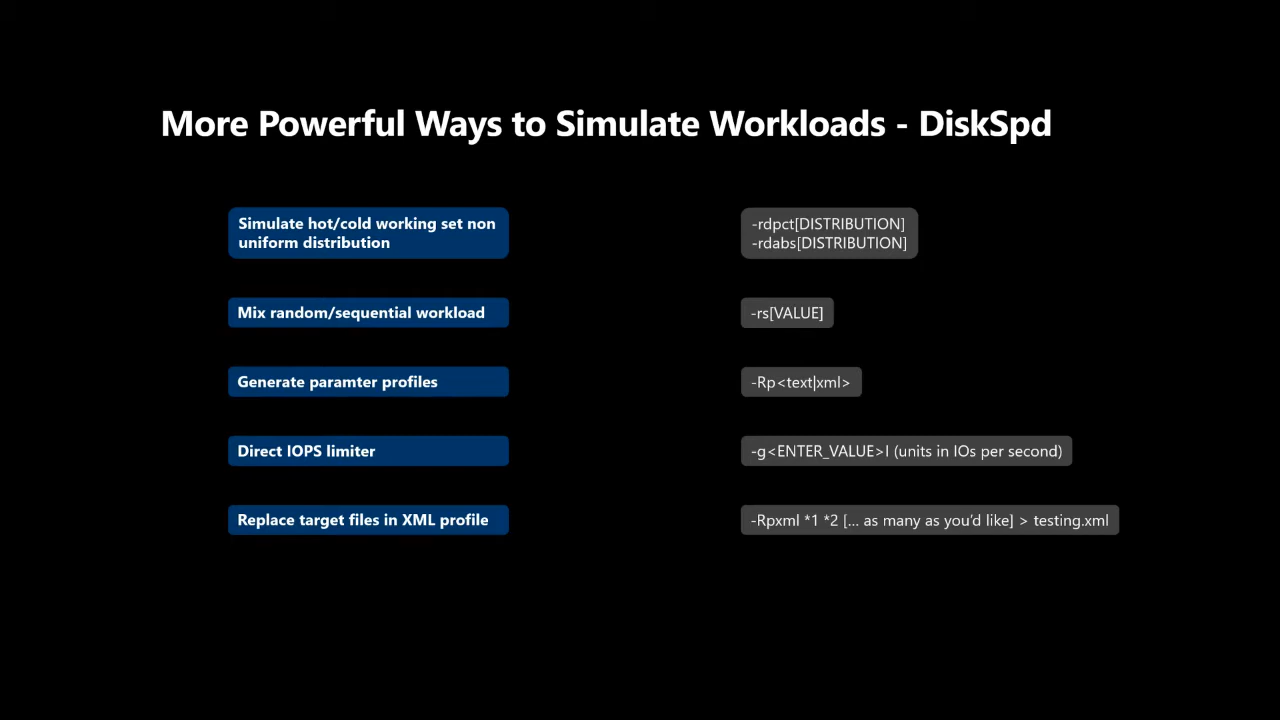 More Powerful Ways to Simulate Workloads - DiskSpd
Simulate hot/cold working set non
uniform distribution
-rdpct[DISTRIBUTION]
-rdabs[DISTRIBUTION]
Mix random/sequential workload
-rs[VALUE]
Generate paramter profiles
-Rp<text|xml>
Direct IOPS limiter
-g<ENTER_VALUE>I (units in IOs per second)
Replace target files in XML profile
-Rpxml *1 *2 [... as many as you'd like] > testing.xml